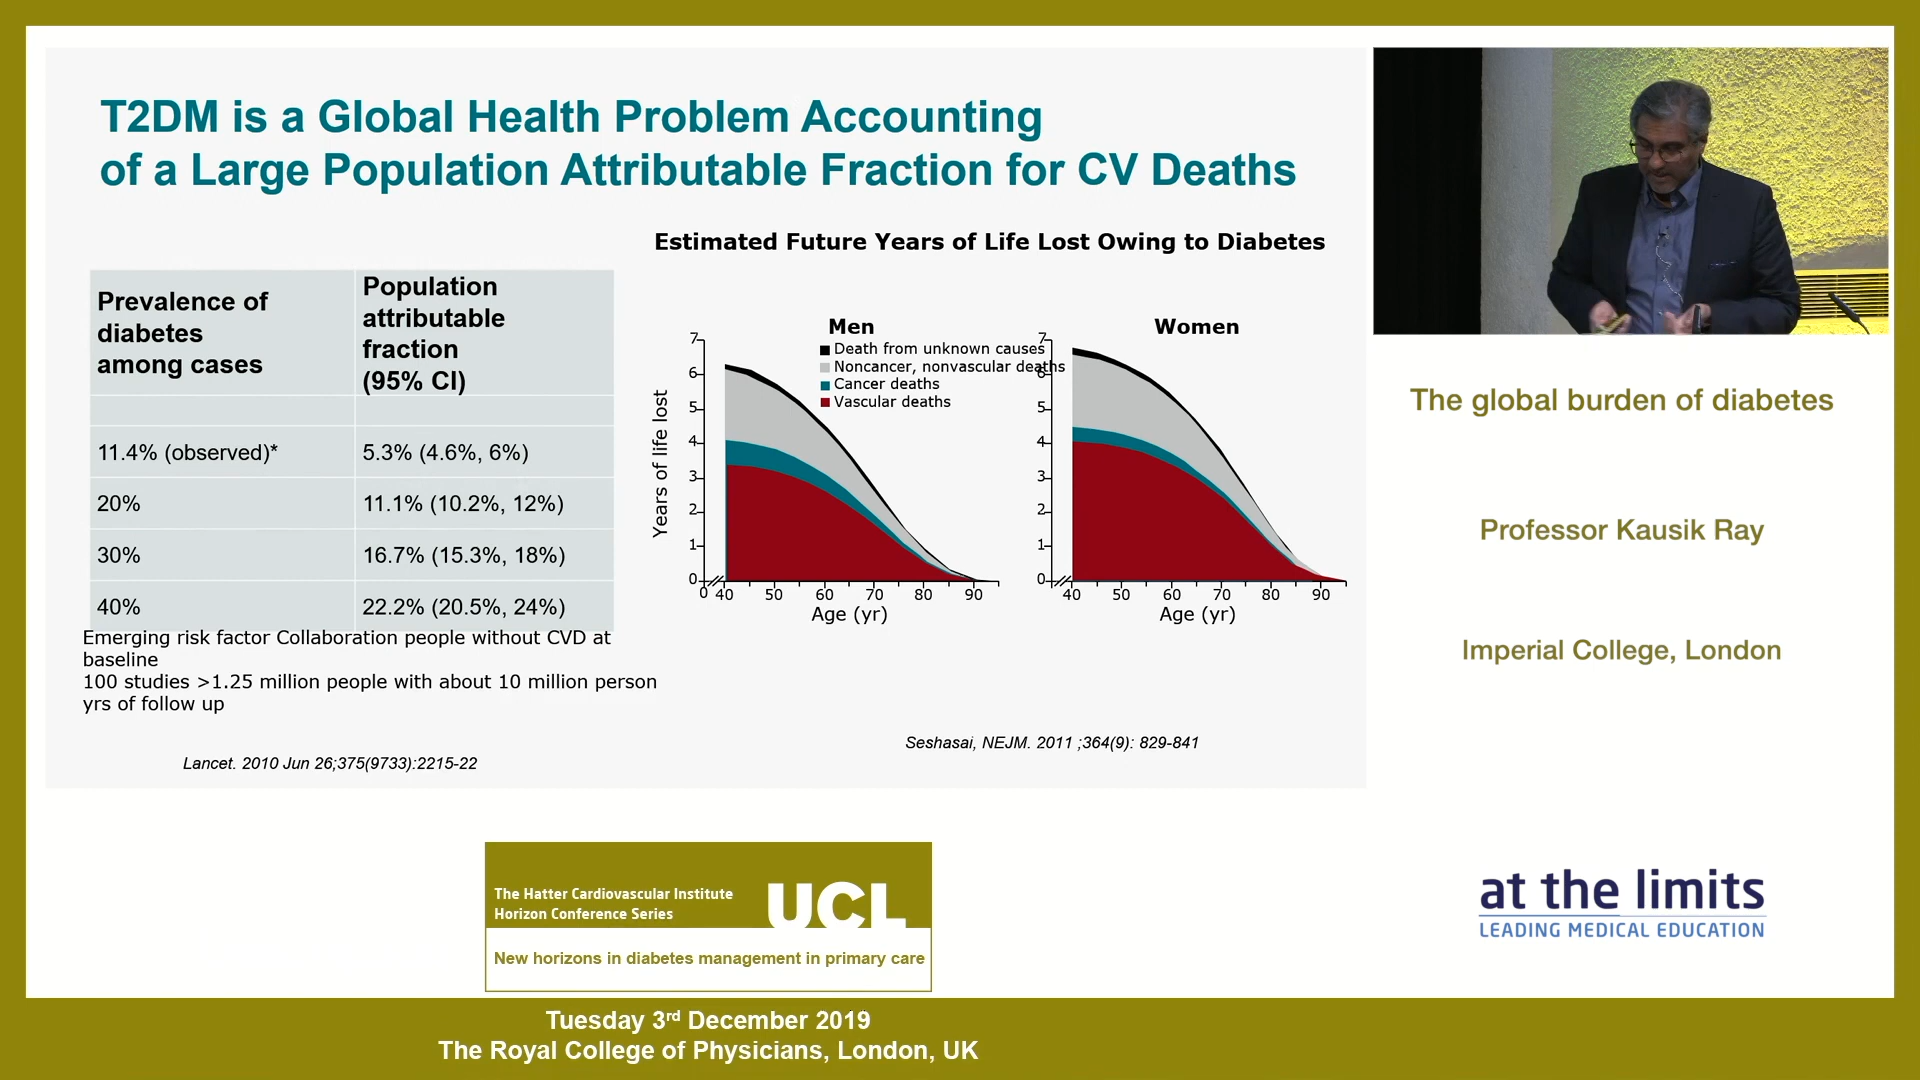 T2DM is a Global Health Problem Accounting
of a Large Population Attributable Fraction for CV Deaths
Prevalence of
diabetes
among cases
Population
attributable
fraction
(95% CI)
11.4% (observed)*
5.3% (4.6%, 6%)
20%
11.1% (10.2%, 12%)
30%
16.7% (15.3%, 18%)
40%
22.2% (20.5%, 24%)
Emerging risk factor Collaboration people without CVD at
baseline
100 studies >1.25 million people with about 10 million person
yrs of follow up
Lancet. 2010 Jun 26;375(9733):2215-22
Estimated Future Years of Life Lost Owing to Diabetes
Men
Death from unknown causes
Noncancer, nonvascular deaths
Cancer deaths
Vascular deaths
Years of life lost
7
6
5
4
3
2
1
0
0 40 50 60 70 80 90
Age (yr)
Women
7
6
5
4
3
2
1
0
40 50 60 70 80 90
Age (yr)
Seshasai, NEJM. 2011 ;364(9): 829-841
The global burden of diabetes
Professor Kausik Ray
Imperial College, London
The Hatter Cardiovascular Institute
Horizon Conference Series
UCL
New horizons in diabetes management in primary care
at the limits
LEADING MEDICAL EDUCATION
Tuesday 3rd December 2019
The Royal College of Physicians, London, UK